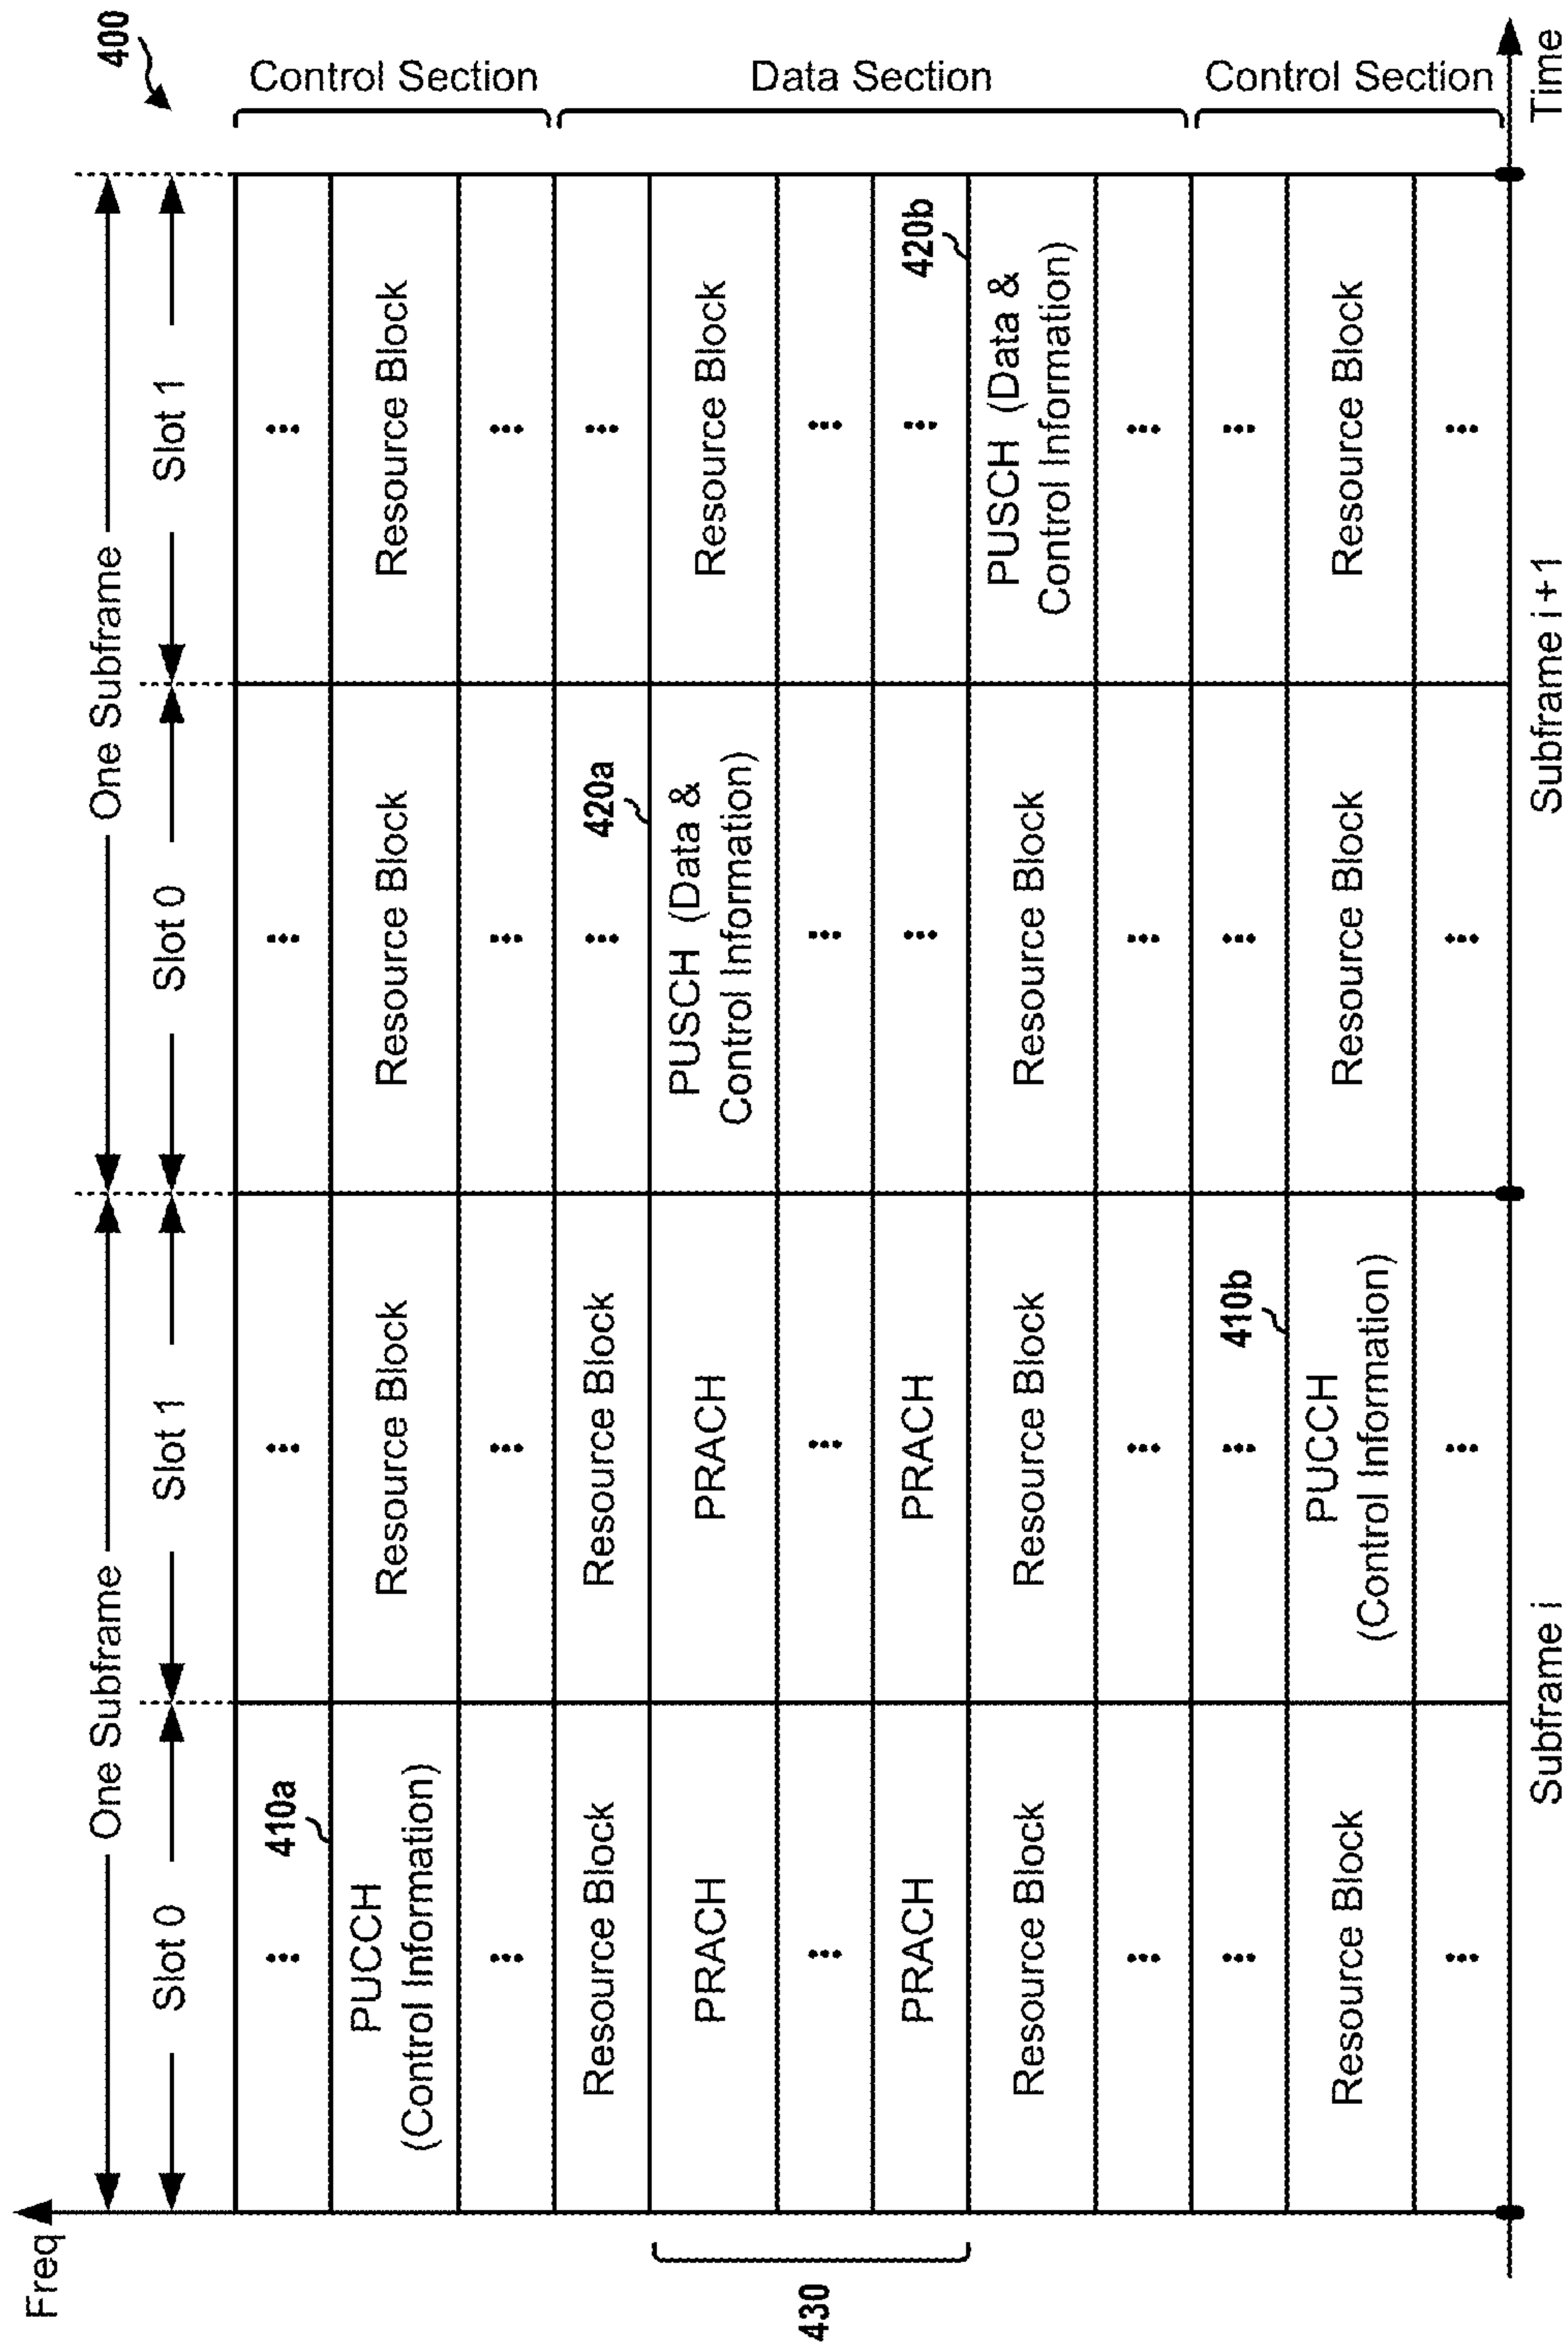 400
Freq
One Subframe
One Subframe
Slot 0
Slot 1
Slot 0
Slot 1
⋮
410a
⋮
⋮
⋮
Control Section
PUCCH
(Control Information)
Resource Block
Resource Block
Resource Block
⋮
⋮
⋮
⋮
Resource Block
Resource Block
⋮
420a
⋮
Data Section
430
PRACH
PRACH
PUSCH (Data &
Control Information)
Resource Block
⋮
⋮
⋮
⋮
PRACH
PRACH
⋮
⋮
420b
Resource Block
Resource Block
Resource Block
PUSCH (Data &
Control Information)
⋮
⋮
⋮
⋮
⋮
⋮
410b
⋮
⋮
Control Section
Resource Block
PUCCH
(Control Information)
Resource Block
Resource Block
⋮
⋮
⋮
⋮
Time
Subframe i
Subframe i + 1